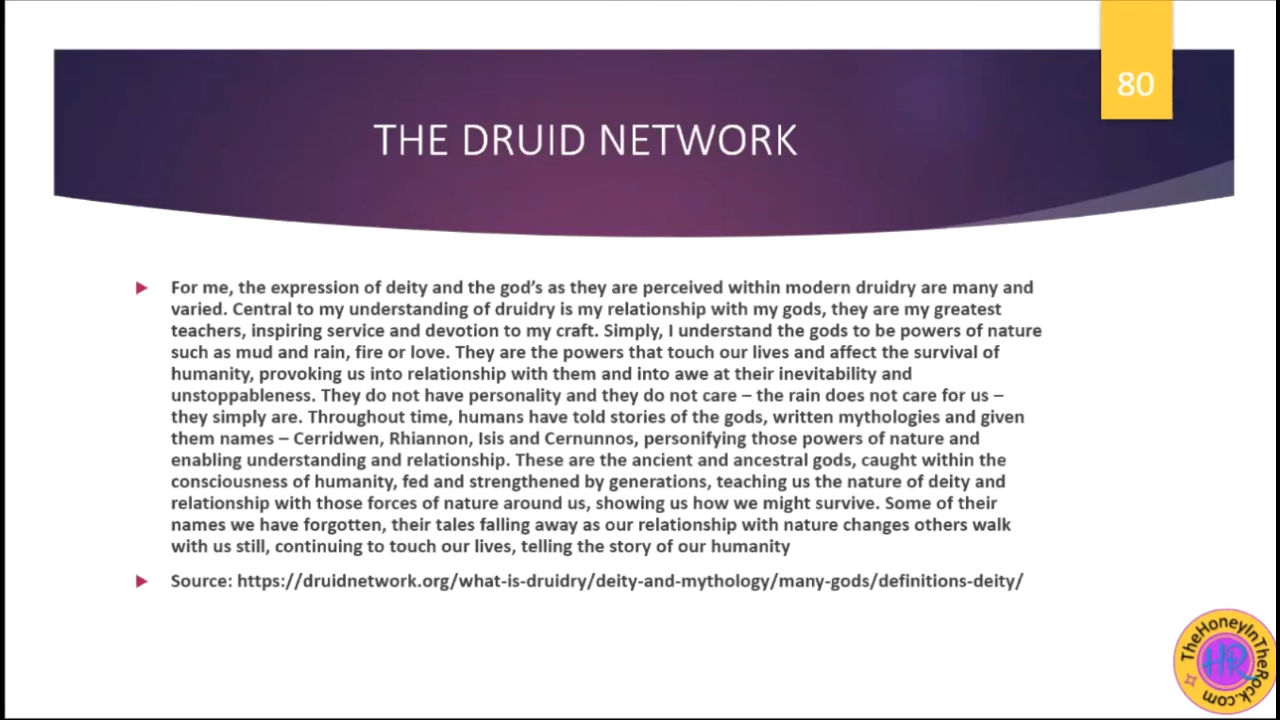 80
THE DRUID NETWORK
For me, the expression of deity and the god's as they are perceived within modern druidry are many and
varied. Central to my understanding of druidry is my relationship with my gods, they are my greatest
teachers, inspiring service and devotion to my craft. Simply, I understand the gods to be powers of nature
such as mud and rain, fire or love. They are the powers that touch our lives and affect the survival of
humanity, provoking us into relationship with them and into awe at their inevitability and
unstoppableness. They do not have personality and they do not care – the rain does not care for us –
they simply are. Throughout time, humans have told stories of the gods, written mythologies and given
them names – Cerridwen, Rhiannon, Isis and Cernunnos, personifying those powers of nature and
enabling understanding and relationship. These are the ancient and ancestral gods, caught within the
consciousness of humanity, fed and strengthened by generations, teaching us the nature of deity and
relationship with those forces of nature around us, showing us how we might survive. Some of their
names we have forgotten, their tales falling away as our relationship with nature changes others walk
with us still, continuing to touch our lives, telling the story of our humanity
Source: https://druidnetwork.org/what-is-druidry/deity-and-mythology/many-gods/definitions-deity/
TheHoneyInTheRock.com
HR